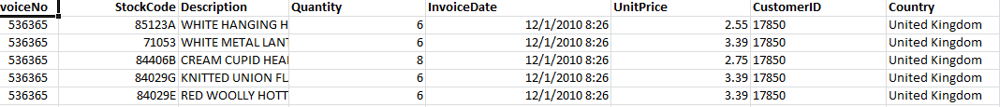 voiceNo StockCode Description Quantity InvoiceDate UnitPrice CustomerID Country
536365 85123A WHITE HANGING H 6 12/1/2010 8:26 2.55 17850 United Kingdom
536365 71053 WHITE METAL LANT 6 12/1/2010 8:26 3.39 17850 United Kingdom
536365 84406B CREAM CUPID HEA 8 12/1/2010 8:26 2.75 17850 United Kingdom
536365 84029G KNITTED UNION FL 6 12/1/2010 8:26 3.39 17850 United Kingdom
536365 84029E RED WOOLLY HOTT 6 12/1/2010 8:26 3.39 17850 United Kingdom